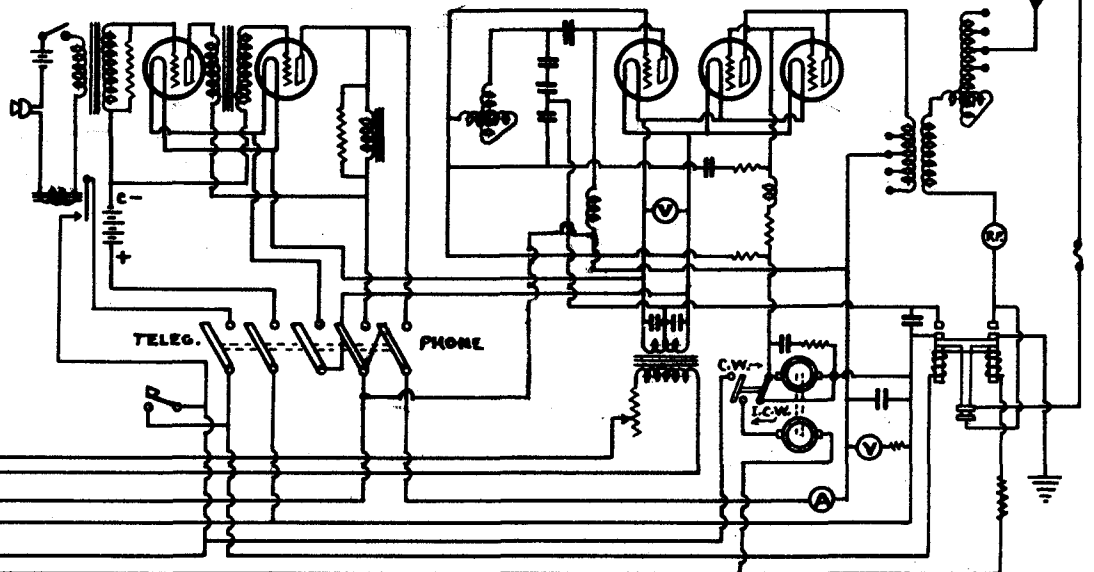 C-
+
TELEG.
PHONE
V
R.F.
C.W.→
I.C.W.
←
V
A